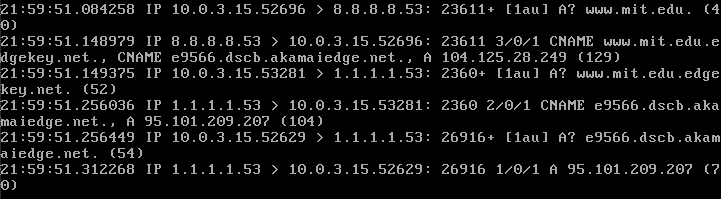 21:59:51.084258 IP 10.0.3.15.52696 > 8.8.8.8.53: 23611+ [1au] A? www.mit.edu. (4
0)
21:59:51.148979 IP 8.8.8.8.53 > 10.0.3.15.52696: 23611 3/0/1 CNAME www.mit.edu.e
dgekey.net., CNAME e9566.dscb.akamaiedge.net., A 104.125.28.249 (129)
21:59:51.149375 IP 10.0.3.15.53281 > 1.1.1.1.53: 2360+ [1au] A? www.mit.edu.edge
key.net. (52)
21:59:51.256036 IP 1.1.1.1.53 > 10.0.3.15.53281: 2360 2/0/1 CNAME e9566.dscb.aka
maiedge.net., A 95.101.209.207 (104)
21:59:51.256449 IP 10.0.3.15.52629 > 1.1.1.1.53: 26916+ [1au] A? e9566.dscb.akam
aiedge.net. (54)
21:59:51.312268 IP 1.1.1.1.53 > 10.0.3.15.52629: 26916 1/0/1 A 95.101.209.207 (7
0)